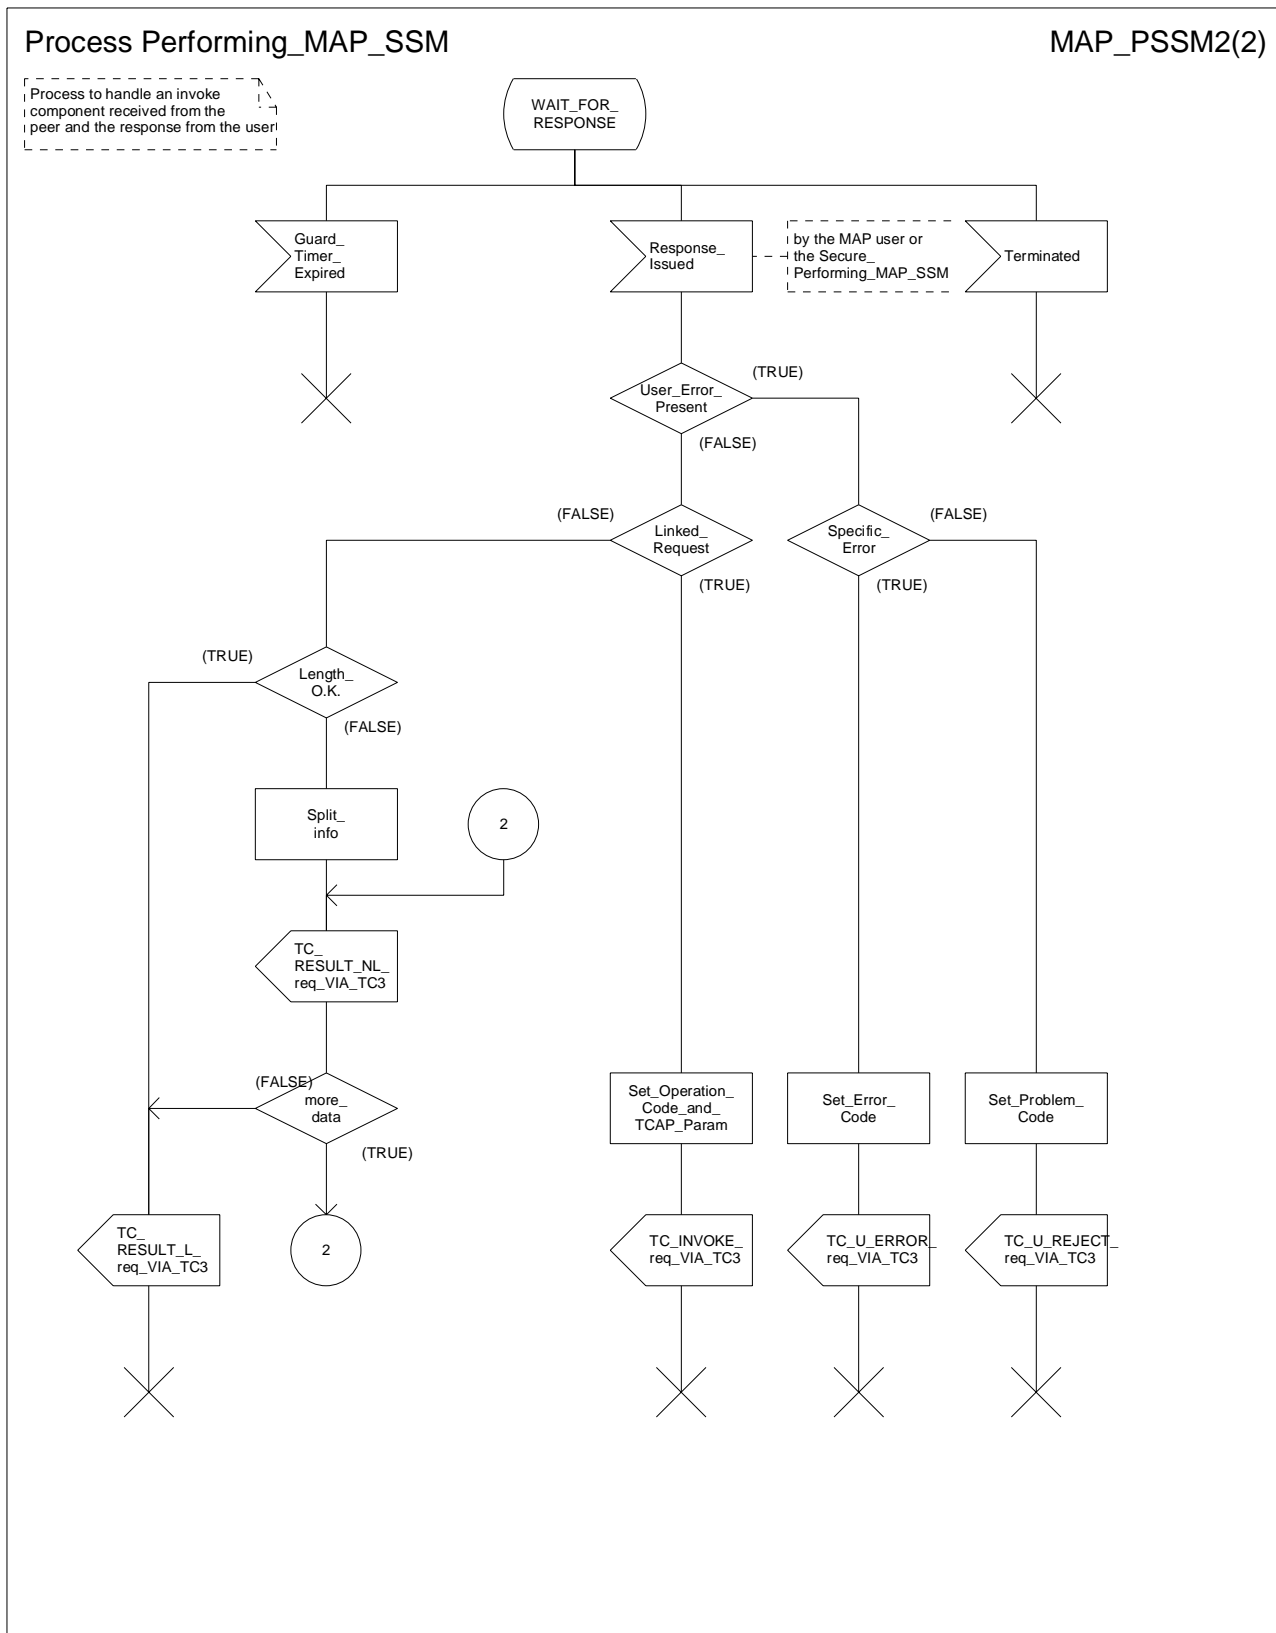 Process Performing_MAP_SSM
MAP_PSSM2(2)
Process to handle an invoke
component received from the
peer and the response from the user
WAIT_FOR_
RESPONSE
Guard_
Timer_
Expired
Response_
Issued
by the MAP user or
the Secure_
Performing_MAP_SSM
Terminated
User_Error_
Present
(TRUE)
(FALSE)
(FALSE)
Linked_
Request
(TRUE)
Specific_
Error
(FALSE)
(TRUE)
(TRUE)
Length_
O.K.
(FALSE)
Split_
info
2
TC_
RESULT_NL_
req_VIA_TC3
(FALSE)
more_
data
(TRUE)
Set_Operation_
Code_and_
TCAP_Param
Set_Error_
Code
Set_Problem_
Code
TC_
RESULT_L_
req_VIA_TC3
2
TC_INVOKE_
req_VIA_TC3
TC_U_ERROR_
req_VIA_TC3
TC_U_REJECT_
req_VIA_TC3